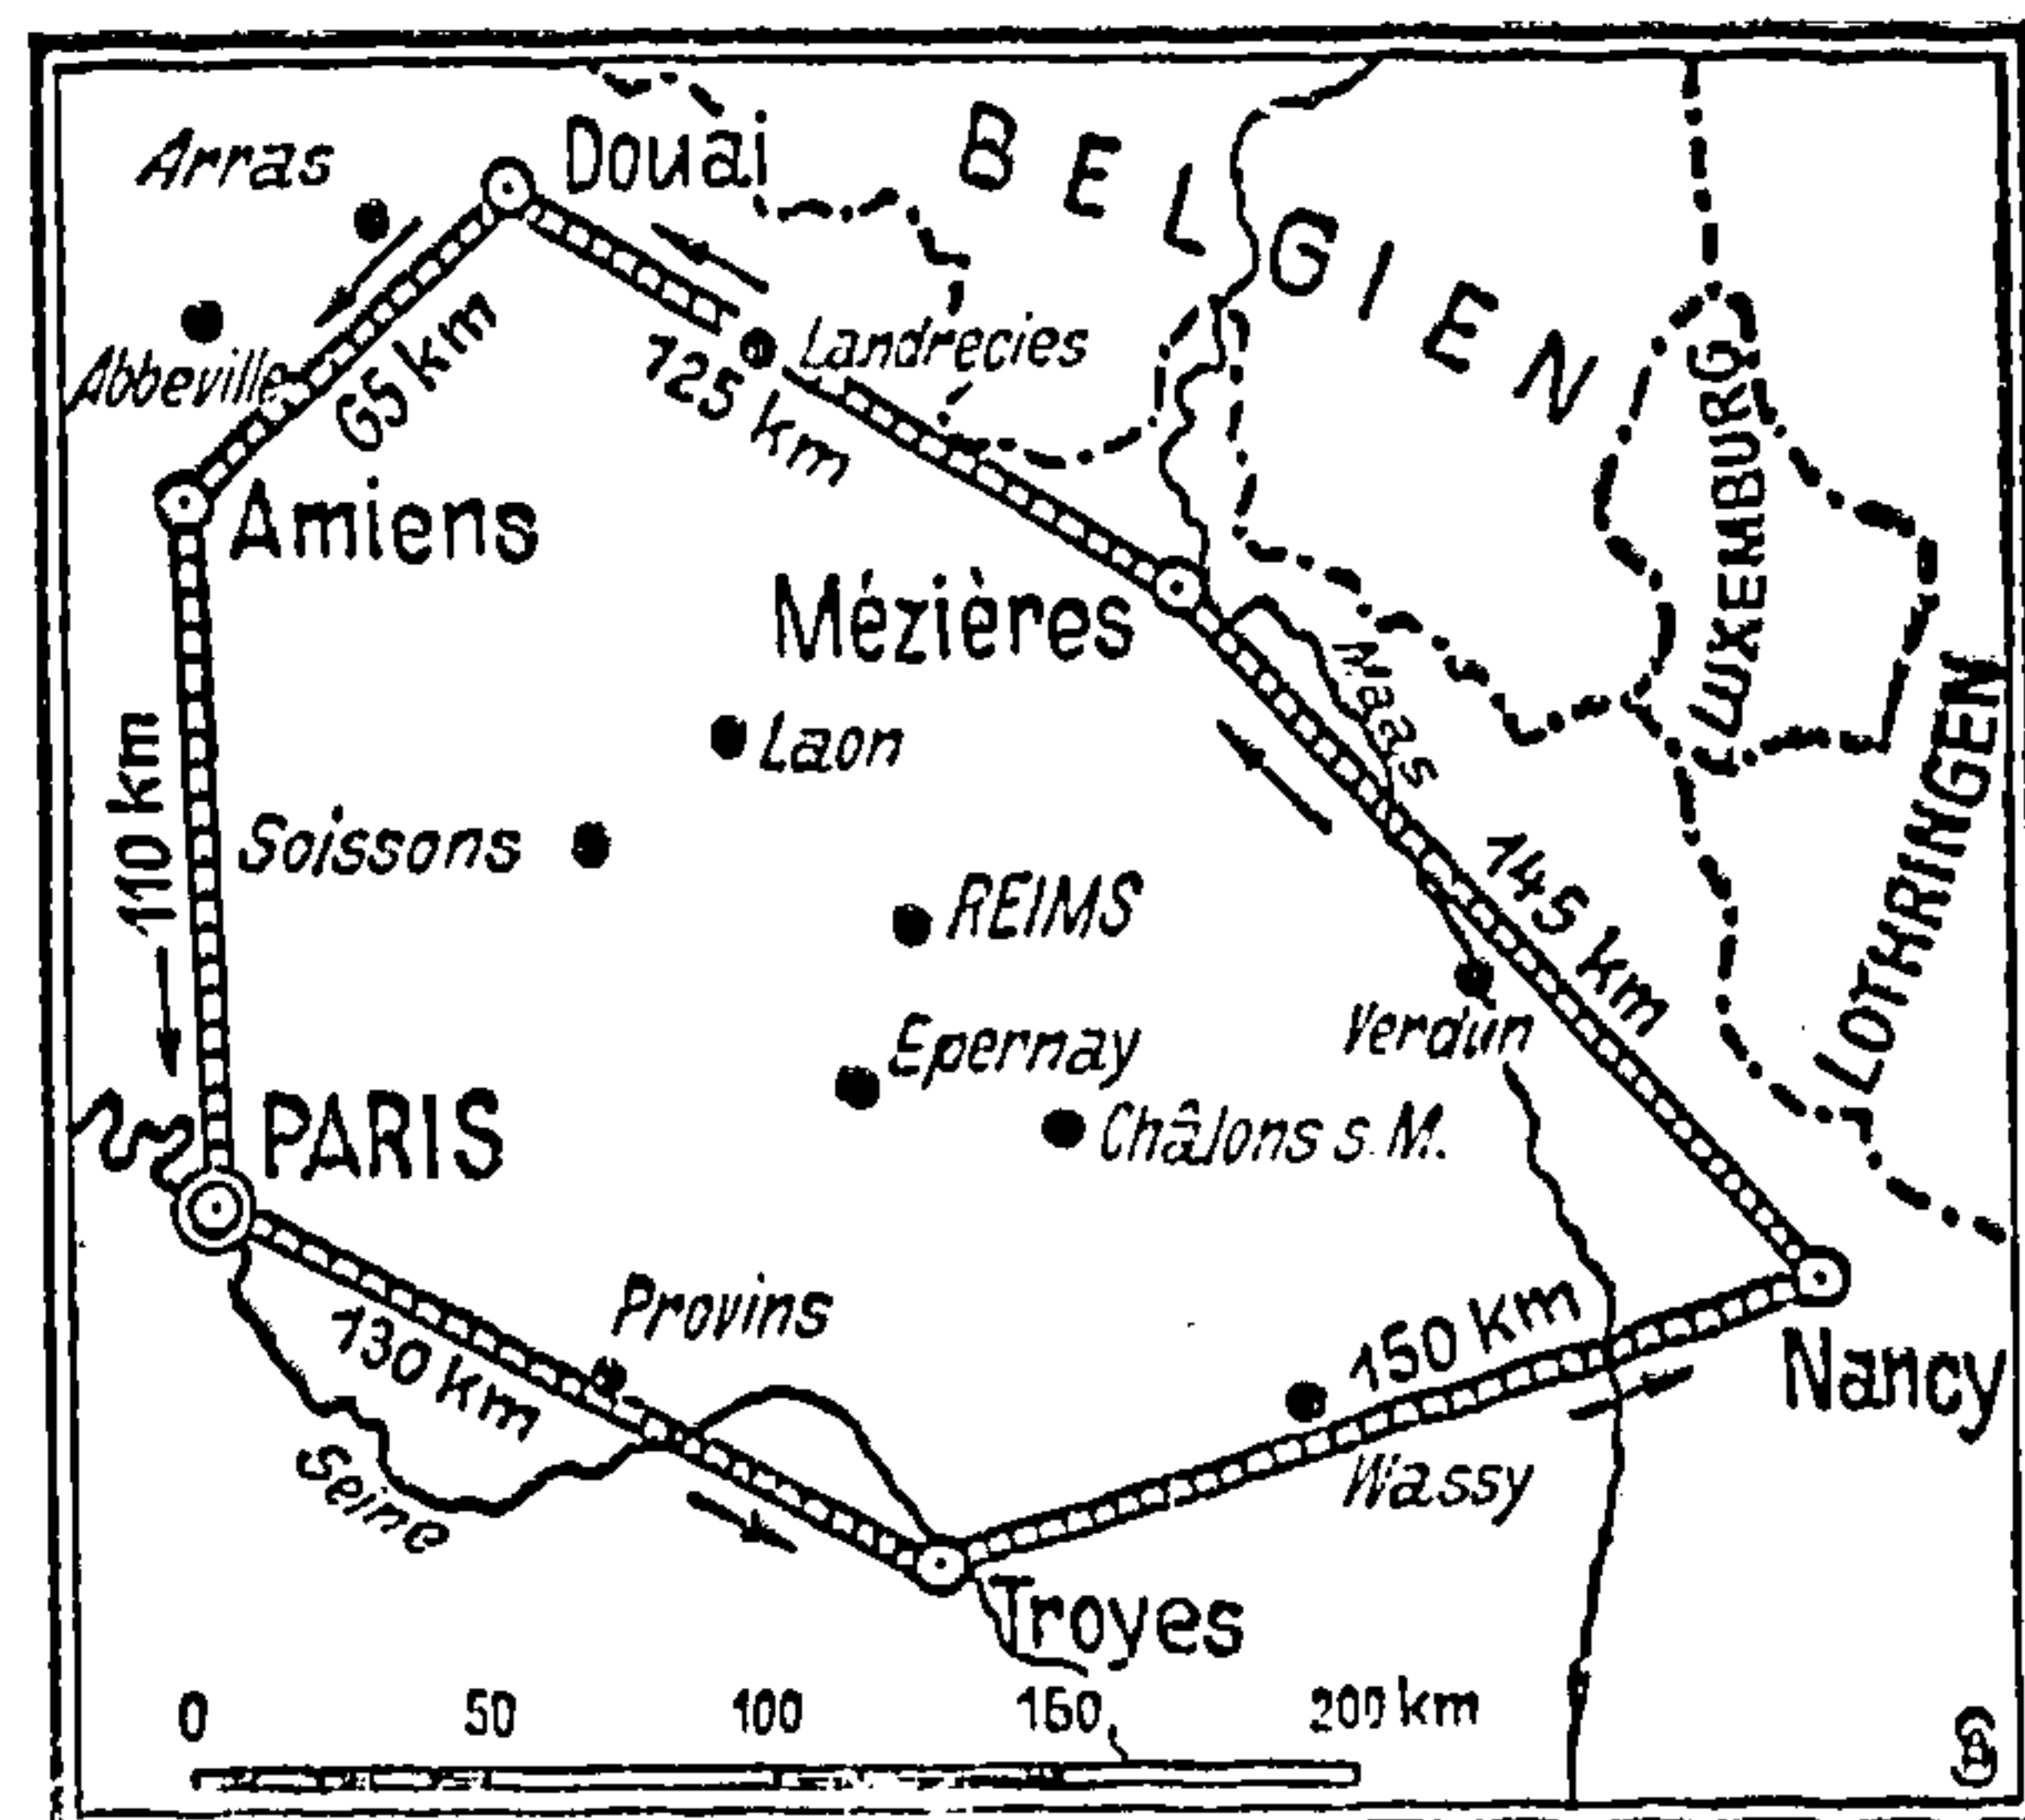 Arras
Douai
BELGIEN
Abbeville
65 km
125 km
Landrecies
LUXEMBURG
Amiens
Mézières
Maas
LOTHRINGEN
110 km
Laon
Soissons
REIMS
145 km
Verdun
Epernay
Châlons s. M.
PARIS
Provins
130 km
150 km
Nancy
Seine
Wassy
Troyes
0 50 100 150 200 km